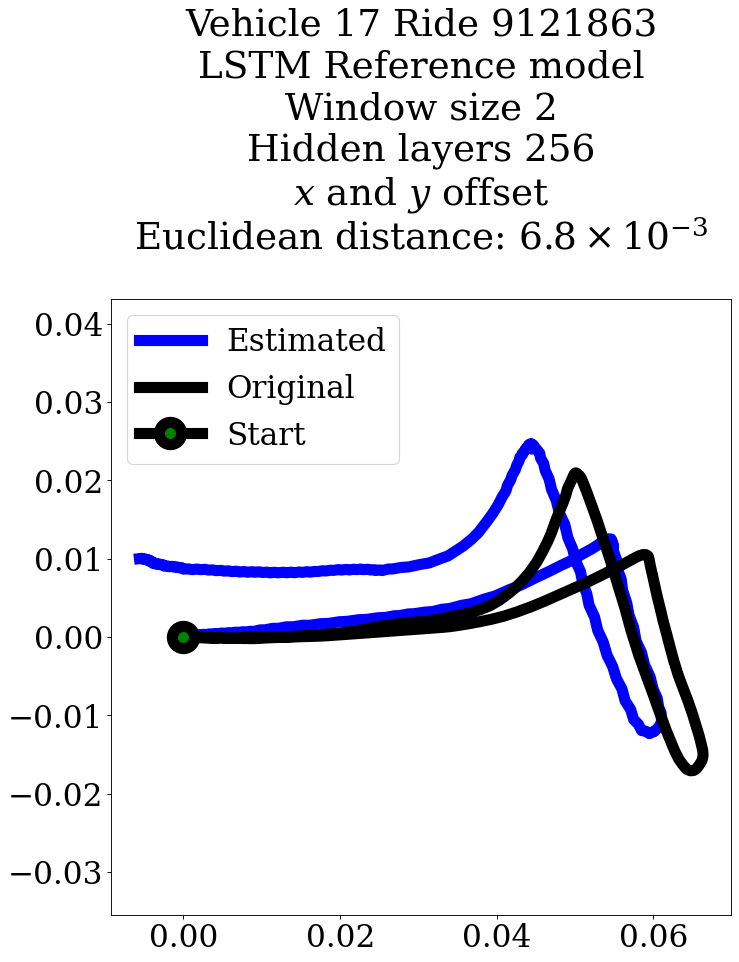 Vehicle 17 Ride 9121863
LSTM Reference model
Window size 2
Hidden layers 256
x and y offset
Euclidean distance: 6.8 × 10⁻³
Estimated
Original
Start
0.04
0.03
0.02
0.01
0.00
−0.01
−0.02
−0.03
0.00 0.02 0.04 0.06